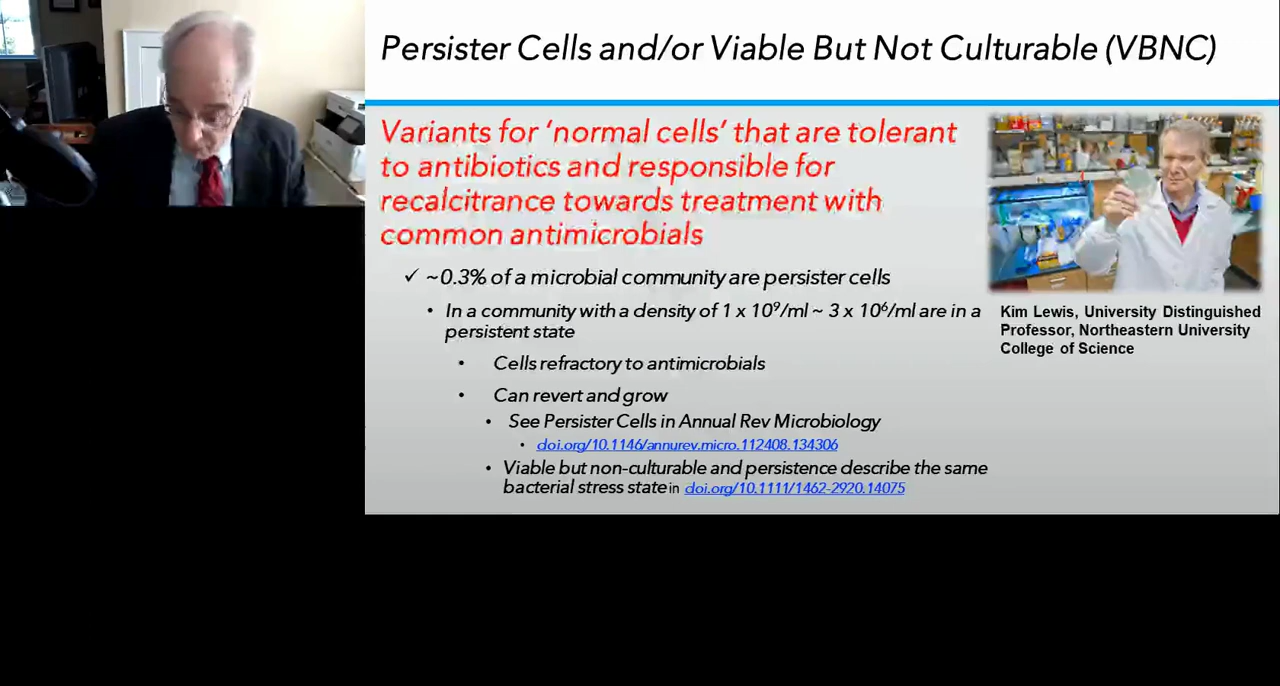 Persister Cells and/or Viable But Not Culturable (VBNC)
Variants for ‘normal cells’ that are tolerant
to antibiotics and responsible for
recalcitrance towards treatment with
common antimicrobials
✓ ~0.3% of a microbial community are persister cells
• In a community with a density of 1 x 10⁹/ml ~ 3 x 10⁶/ml are in a
persistent state
• Cells refractory to antimicrobials
• Can revert and grow
• See Persister Cells in Annual Rev Microbiology
• doi.org/10.1146/annurev.micro.112408.134306
• Viable but non-culturable and persistence describe the same
bacterial stress state in doi.org/10.1111/1462-2920.14075
Kim Lewis, University Distinguished
Professor, Northeastern University
College of Science